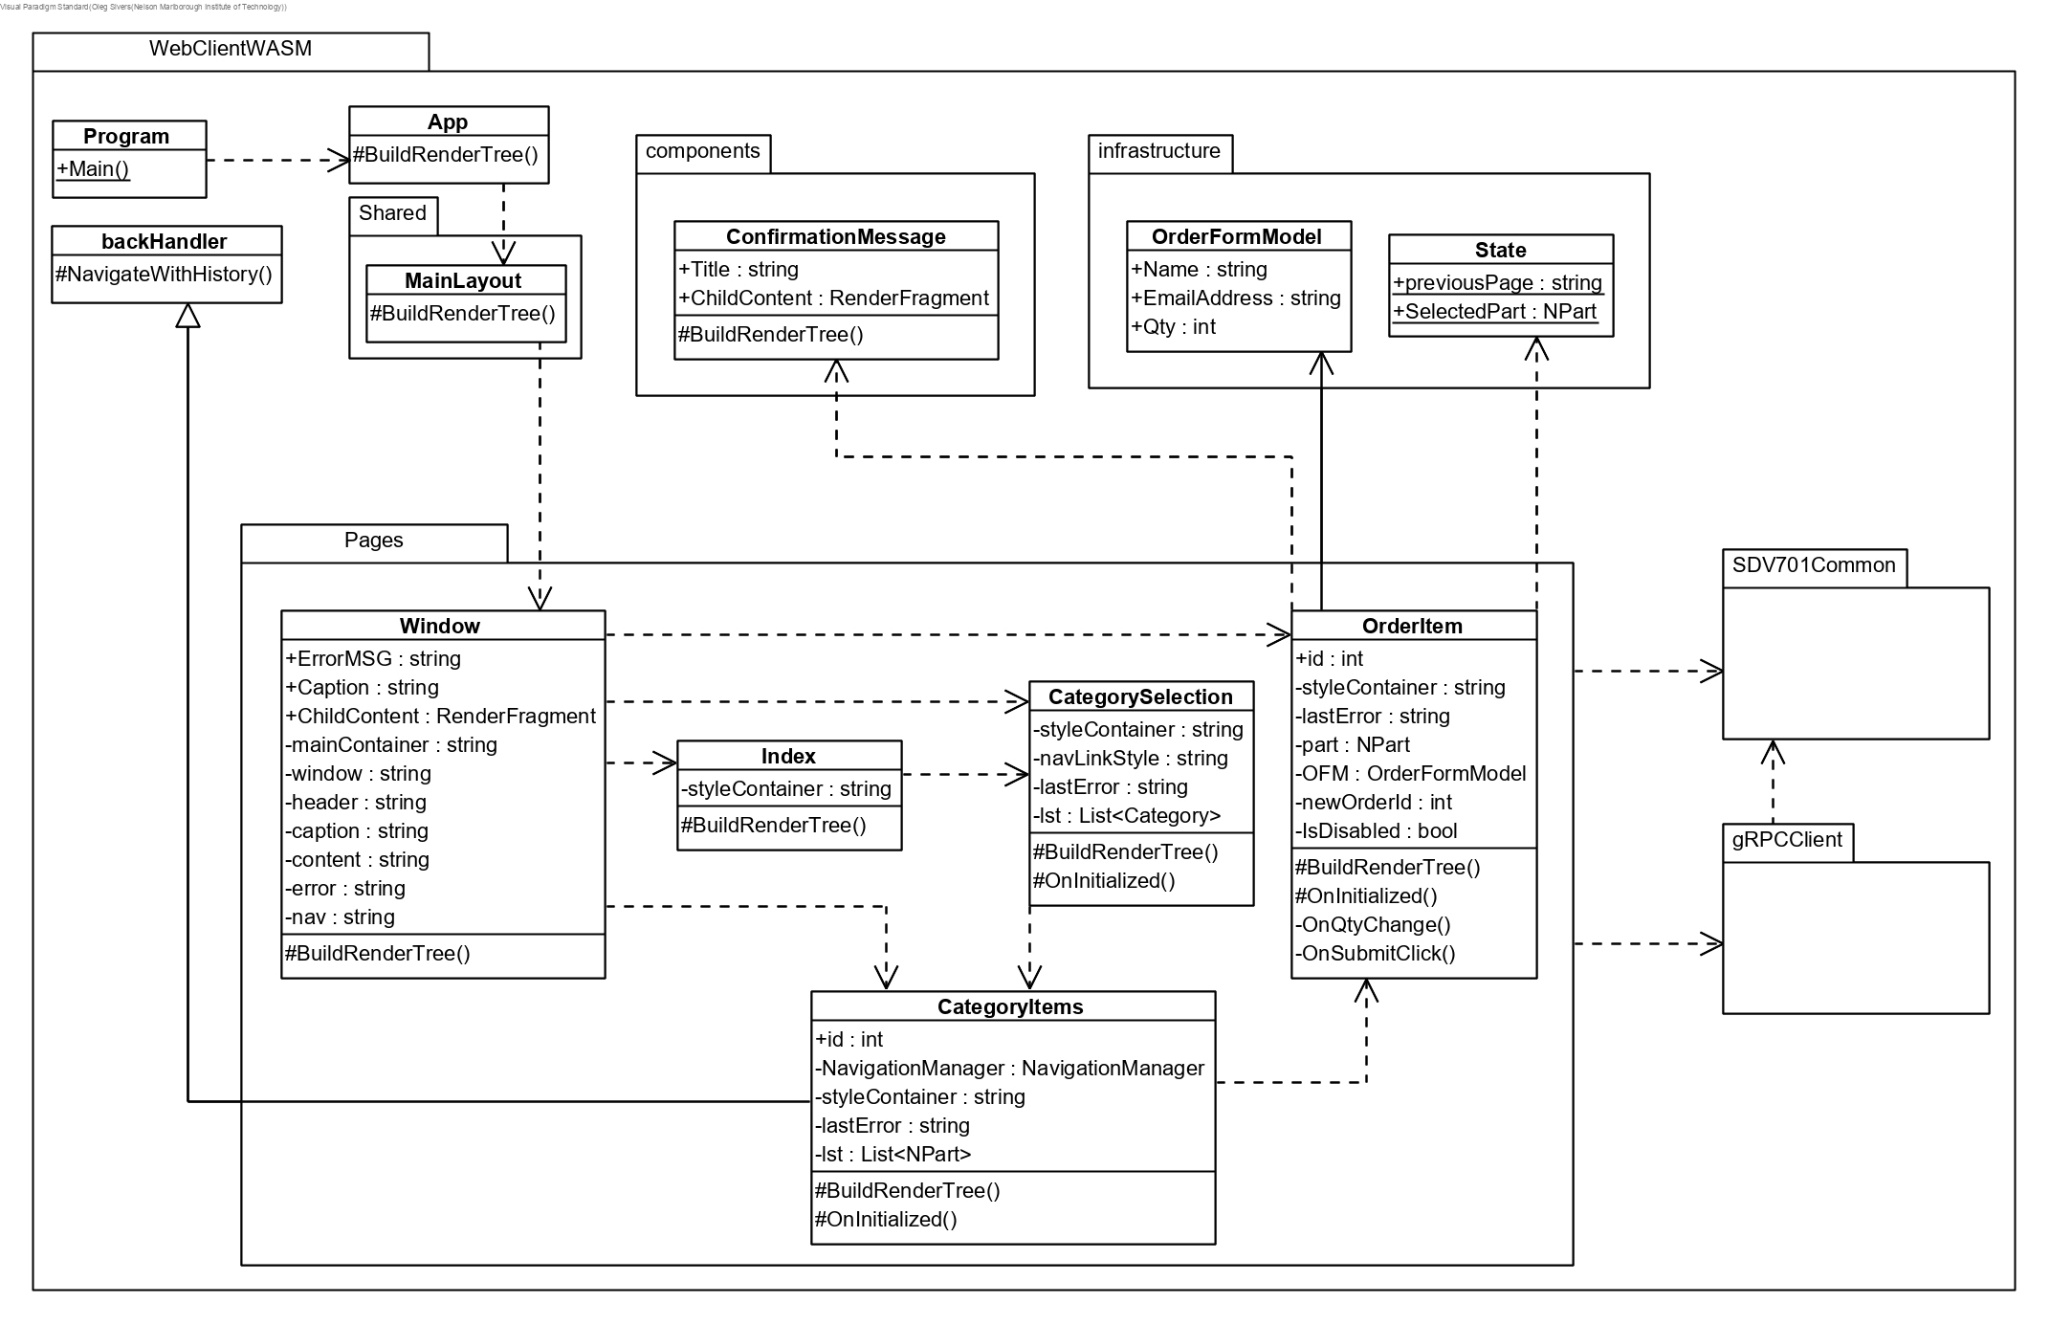 Visual Paradigm Standard(Oleg Sivers(Nelson Marlborough Institute of Technology))
WebClientWASM
Program
+Main()
App
#BuildRenderTree()
backHandler
#NavigateWithHistory()
Shared
MainLayout
#BuildRenderTree()
components
ConfirmationMessage
+Title : string
+ChildContent : RenderFragment
#BuildRenderTree()
infrastructure
OrderFormModel
+Name : string
+EmailAddress : string
+Qty : int
State
+previousPage : string
+SelectedPart : NPart
Pages
Window
+ErrorMSG : string
+Caption : string
+ChildContent : RenderFragment
-mainContainer : string
-window : string
-header : string
-caption : string
-content : string
-error : string
-nav : string
#BuildRenderTree()
Index
-styleContainer : string
#BuildRenderTree()
CategorySelection
-styleContainer : string
-navLinkStyle : string
-lastError : string
-lst : List<Category>
#BuildRenderTree()
#OnInitialized()
OrderItem
+id : int
-styleContainer : string
-lastError : string
-part : NPart
-OFM : OrderFormModel
-newOrderId : int
-IsDisabled : bool
#BuildRenderTree()
#OnInitialized()
-OnQtyChange()
-OnSubmitClick()
CategoryItems
+id : int
-NavigationManager : NavigationManager
-styleContainer : string
-lastError : string
-lst : List<NPart>
#BuildRenderTree()
#OnInitialized()
SDV701Common
gRPCClient